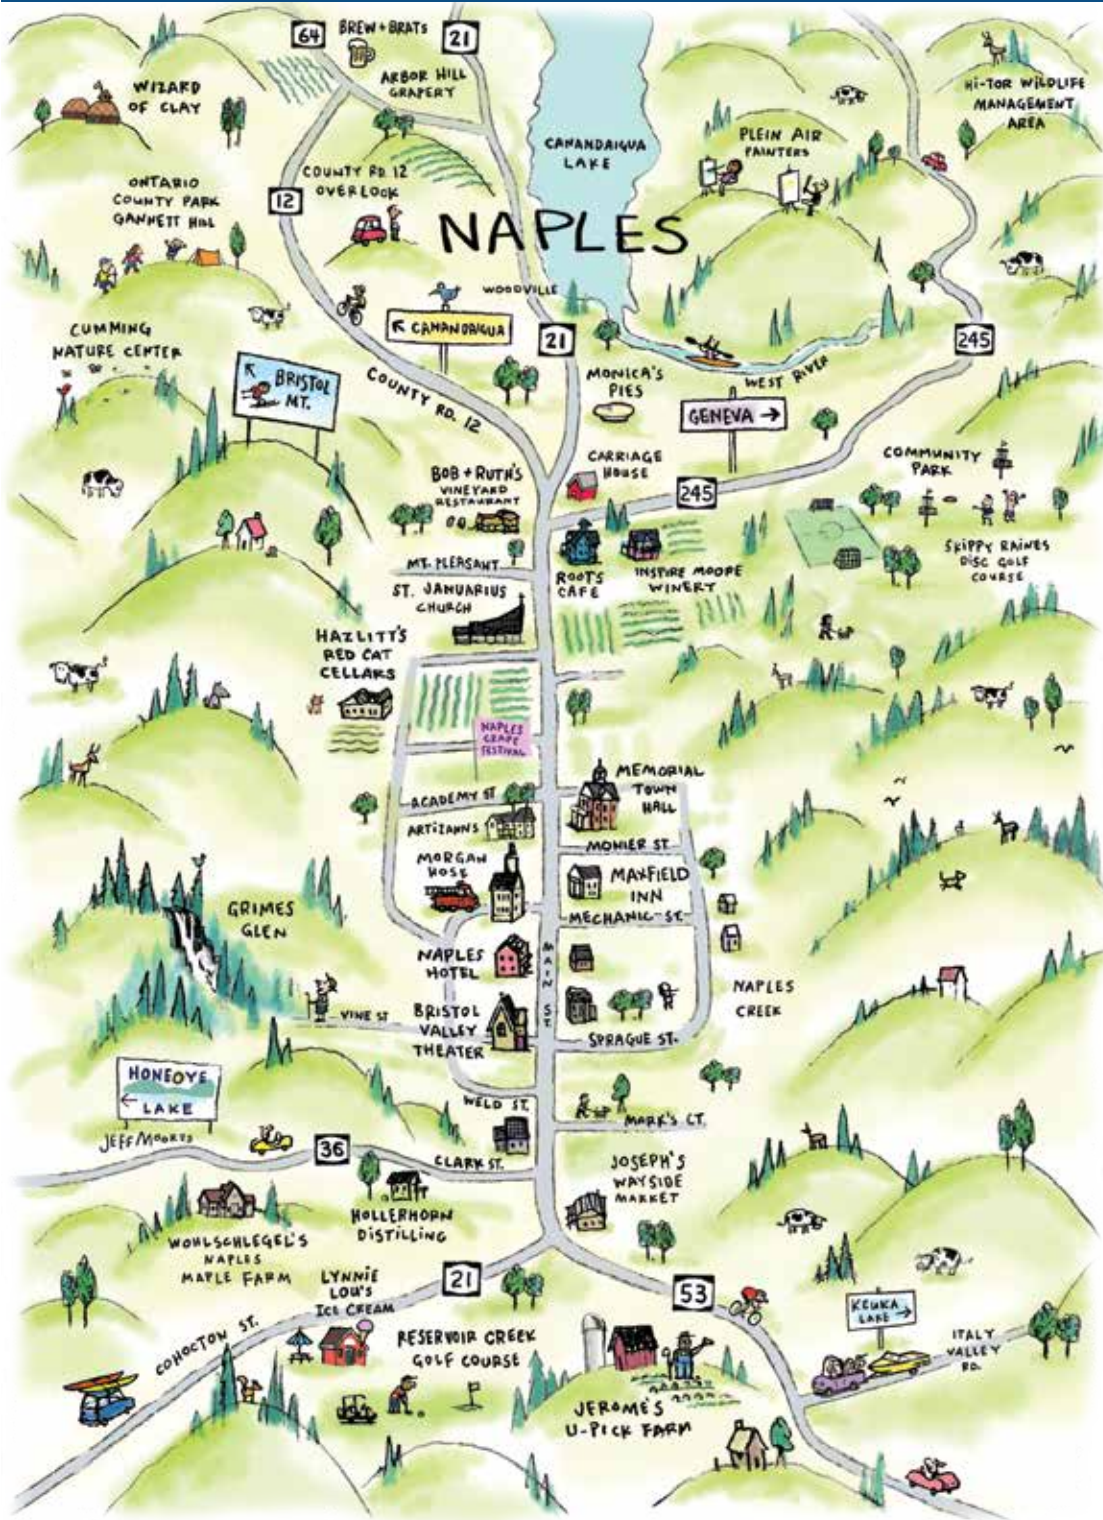 64
BREW + BRATS
21
ARBOR HILL
GRAPERY
WIZARD
OF CLAY
CANANDAIGUA
LAKE
PLEIN AIR
PAINTERS
HI-TOR WILDLIFE
MANAGEMENT
AREA
COUNTY RD. 12
OVERLOOK
ONTARIO
COUNTY PARK
GANNETT HILL
12
NAPLES
WOODVILLE
CANANDAIGUA
21
245
CUMMING
NATURE CENTER
BRISTOL
MT.
COUNTY RD. 12
MONICA'S
PIES
WEST RIVER
GENEVA
CARRIAGE
HOUSE
245
COMMUNITY
PARK
BOB + RUTH'S
VINEYARD
RESTAURANT
SKIPPY RAINES
DISC GOLF
COURSE
MT. PLEASANT
ROOTS
CAFE
INSPIRE MOORE
WINERY
ST. JANUARIUS
CHURCH
HAZLITT'S
RED CAT
CELLARS
NAPLES
GRAPE
FESTIVAL
MEMORIAL
TOWN
HALL
ACADEMY ST
ARTIZANNS
MONIER ST.
MORGAN
HOSE
MAXFIELD
INN
MECHANIC ST.
GRIMES
GLEN
NAPLES
HOTEL
MAIN ST.
NAPLES
CREEK
VINE ST
BRISTOL
VALLEY
THEATER
SPRAGUE ST.
HONEOYE
LAKE
WELD ST.
MARK'S CT.
JEFF MOORES
36
CLARK ST.
JOSEPH'S
WAYSIDE
MARKET
HOLLERHORN
DISTILLING
WOHLSCHLEGEL'S
NAPLES
MAPLE FARM
LYNNIE
LOU'S
ICE CREAM
21
53
KEUKA
LAKE
COHOCTON ST.
RESERVOIR CREEK
GOLF COURSE
ITALY
VALLEY
RD.
JEROME'S
U-PICK FARM